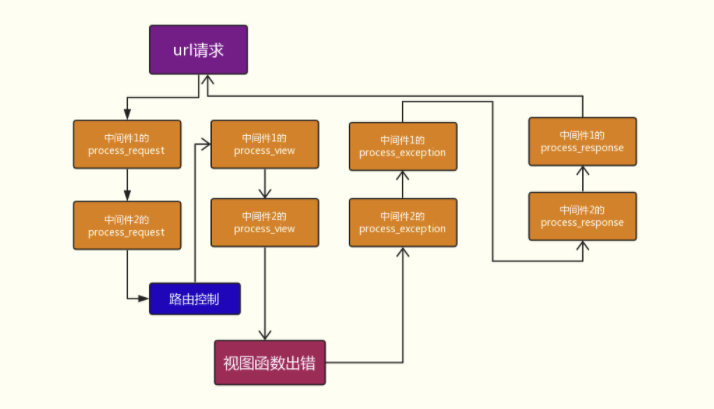 url请求
中间件1的
process_request
中间件2的
process_request
路由控制
中间件1的
process_view
中间件2的
process_view
视图函数出错
中间件1的
process_exception
中间件2的
process_exception
中间件1的
process_response
中间件2的
process_response